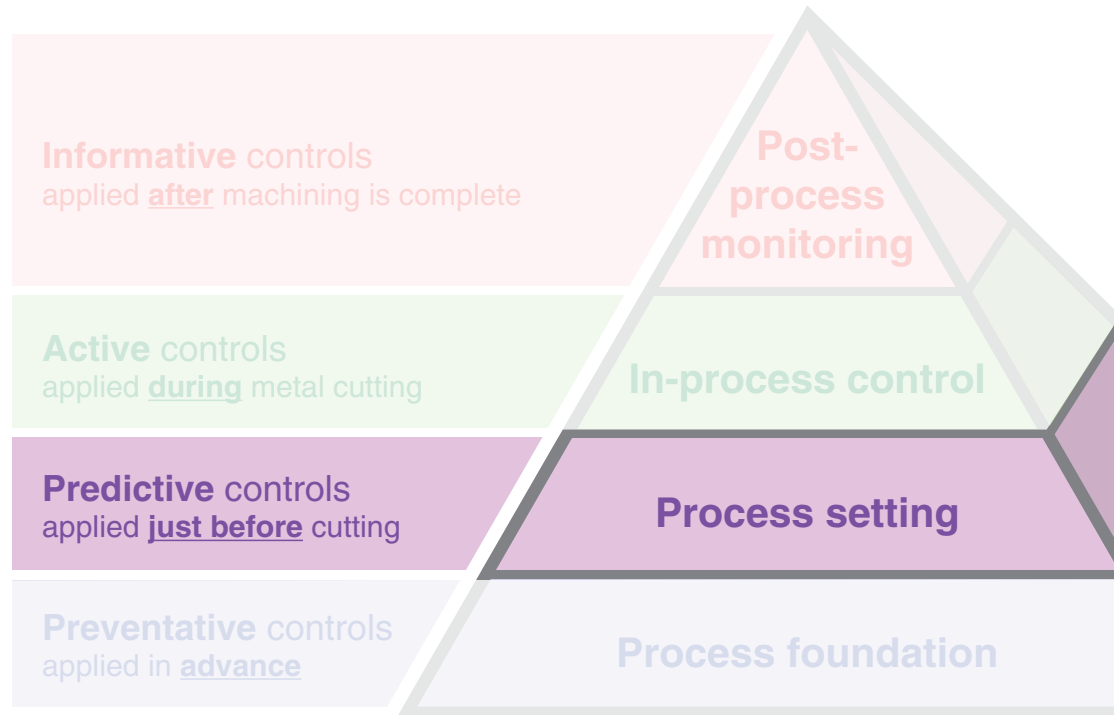 Informative controls
applied after machining is complete
Post-
process
monitoring
Active controls
applied during metal cutting
In-process control
Predictive controls
applied just before cutting
Process setting
Preventative controls
applied in advance
Process foundation